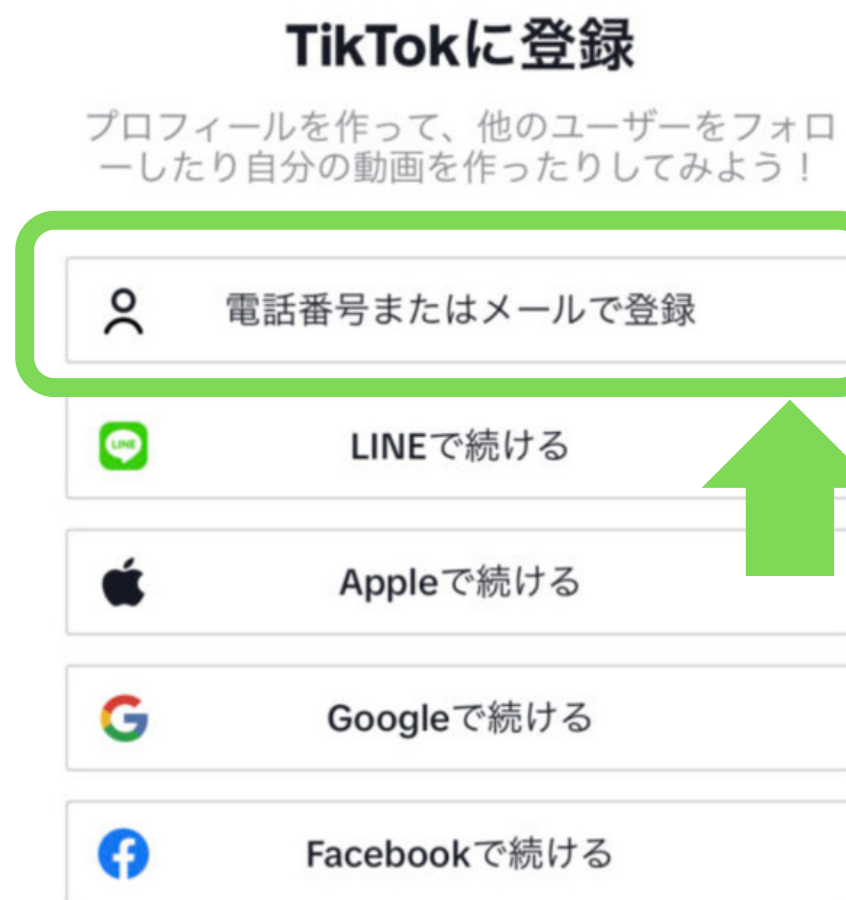 TikTokに登録
プロフィールを作って、他のユーザーをフォロ
ーしたり自分の動画を作ったりしてみよう！
電話番号またはメールで登録
LINE
LINEで続ける
Appleで続ける
Googleで続ける
Facebookで続ける